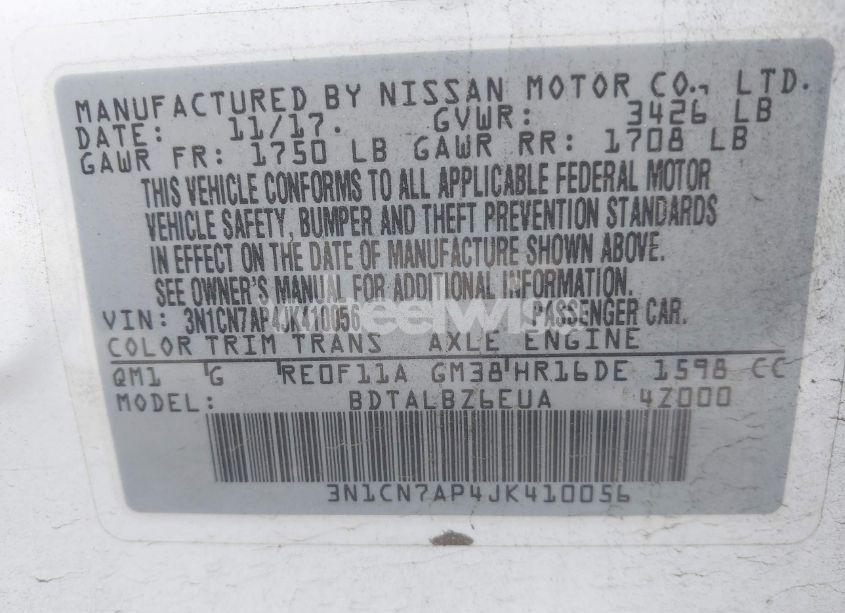 MANUFACTURED BY NISSAN MOTOR CO., LTD.
DATE: 11/17. GVWR: 3426 LB
GAWR FR: 1750 LB GAWR RR: 1708 LB
THIS VEHICLE CONFORMS TO ALL APPLICABLE FEDERAL MOTOR
VEHICLE SAFETY, BUMPER AND THEFT PREVENTION STANDARDS
IN EFFECT ON THE DATE OF MANUFACTURE SHOWN ABOVE.
SEE OWNER'S MANUAL FOR ADDITIONAL INFORMATION.
VIN: 3N1CN7AP4JK410056 PASSENGER CAR.
COLOR TRIM TRANS AXLE ENGINE
QM1 G RE0F11A GM38 HR16DE 1598 CC
MODEL: BDTALBZ6EUA 4Z000
3N1CN7AP4JK410056